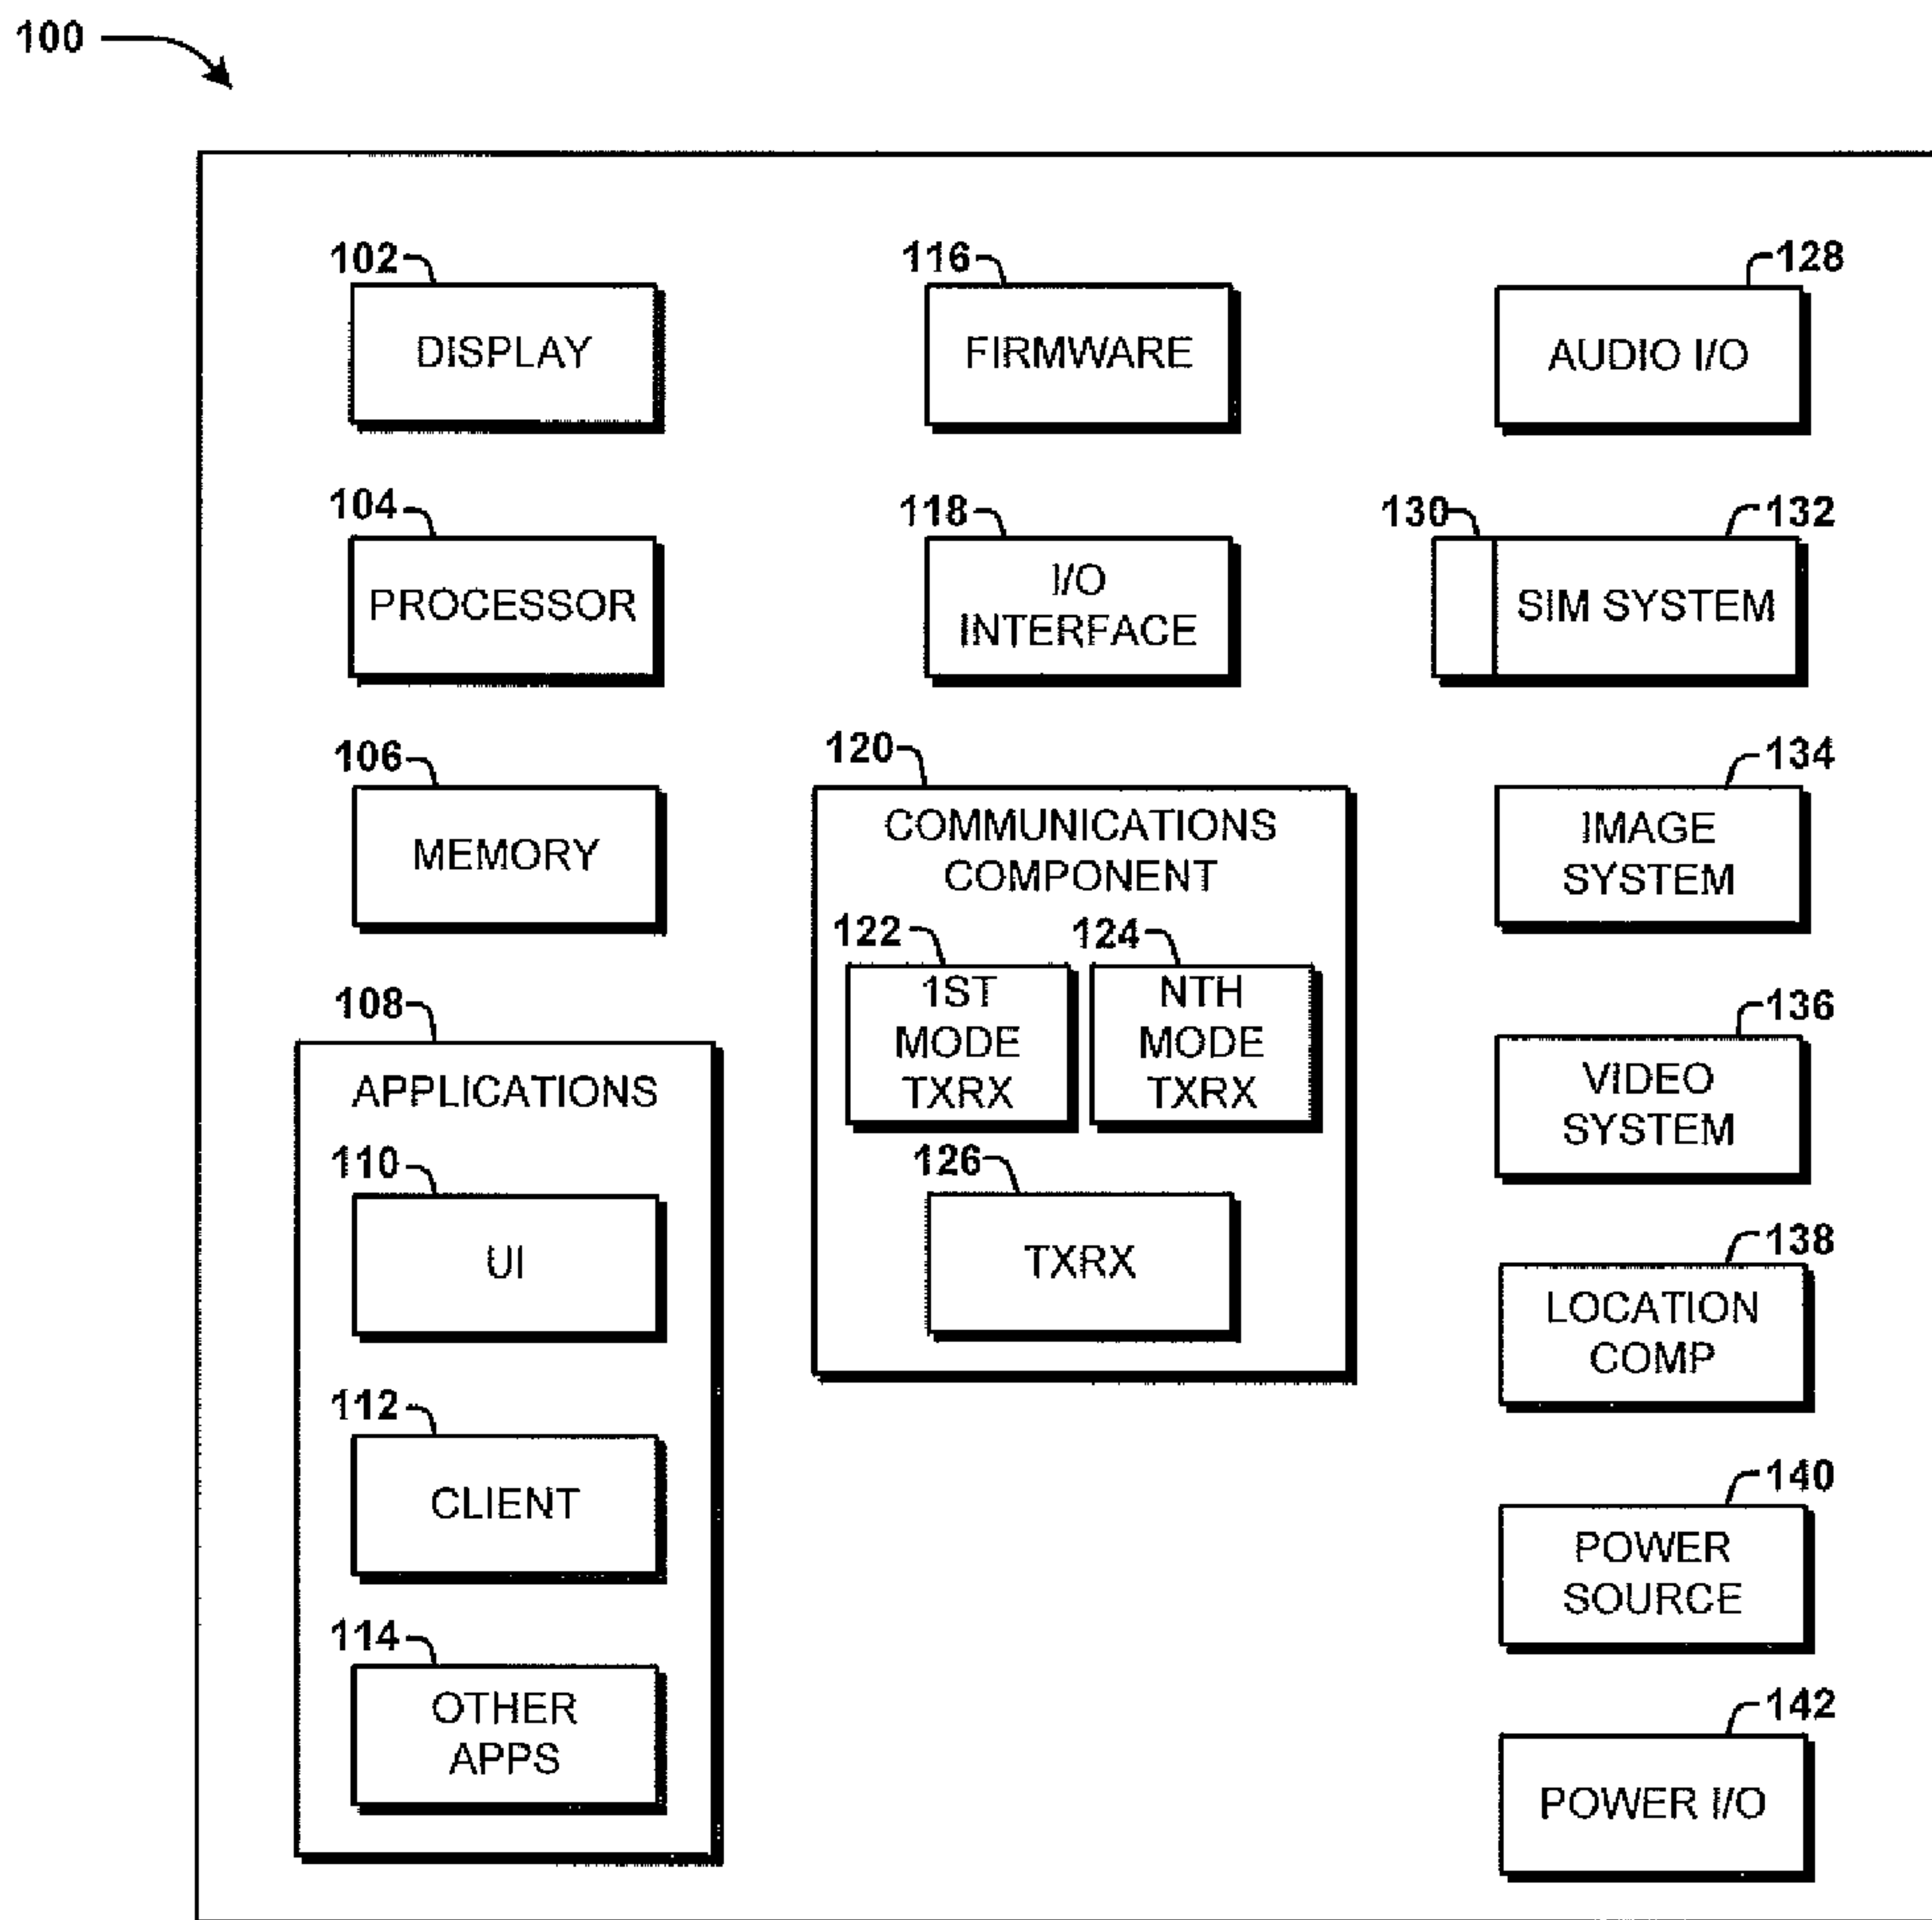 100
102
DISPLAY
104
PROCESSOR
106
MEMORY
108
APPLICATIONS
110
UI
112
CLIENT
114
OTHER
APPS
116
FIRMWARE
118
I/O
INTERFACE
120
COMMUNICATIONS
COMPONENT
122
1ST
MODE
TXRX
124
NTH
MODE
TXRX
126
TXRX
128
AUDIO I/O
130
132
SIM SYSTEM
134
IMAGE
SYSTEM
136
VIDEO
SYSTEM
138
LOCATION
COMP
140
POWER
SOURCE
142
POWER I/O